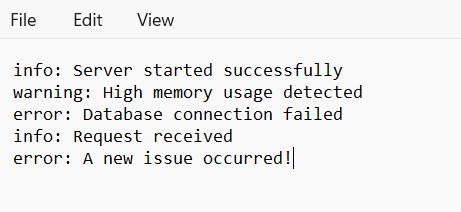 File Edit View
info: Server started successfully
warning: High memory usage detected
error: Database connection failed
info: Request received
error: A new issue occurred!